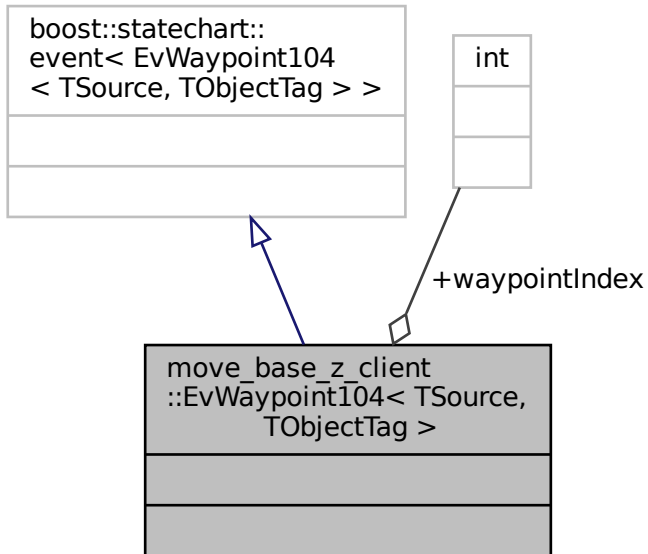 boost::statechart::
event< EvWaypoint104
< TSource, TObjectTag > >
int
+waypointIndex
move_base_z_client
::EvWaypoint104< TSource,
TObjectTag >